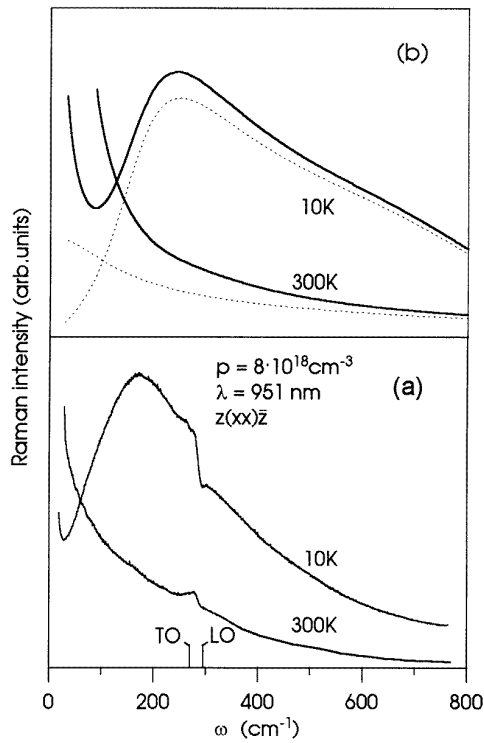 (b)
10K
300K
Raman intensity (arb.units)
p = 8·10¹⁸cm⁻³
λ = 951 nm
z(xx)z̄
(a)
10K
300K
TO LO
0 200 400 600 800
ω (cm⁻¹)